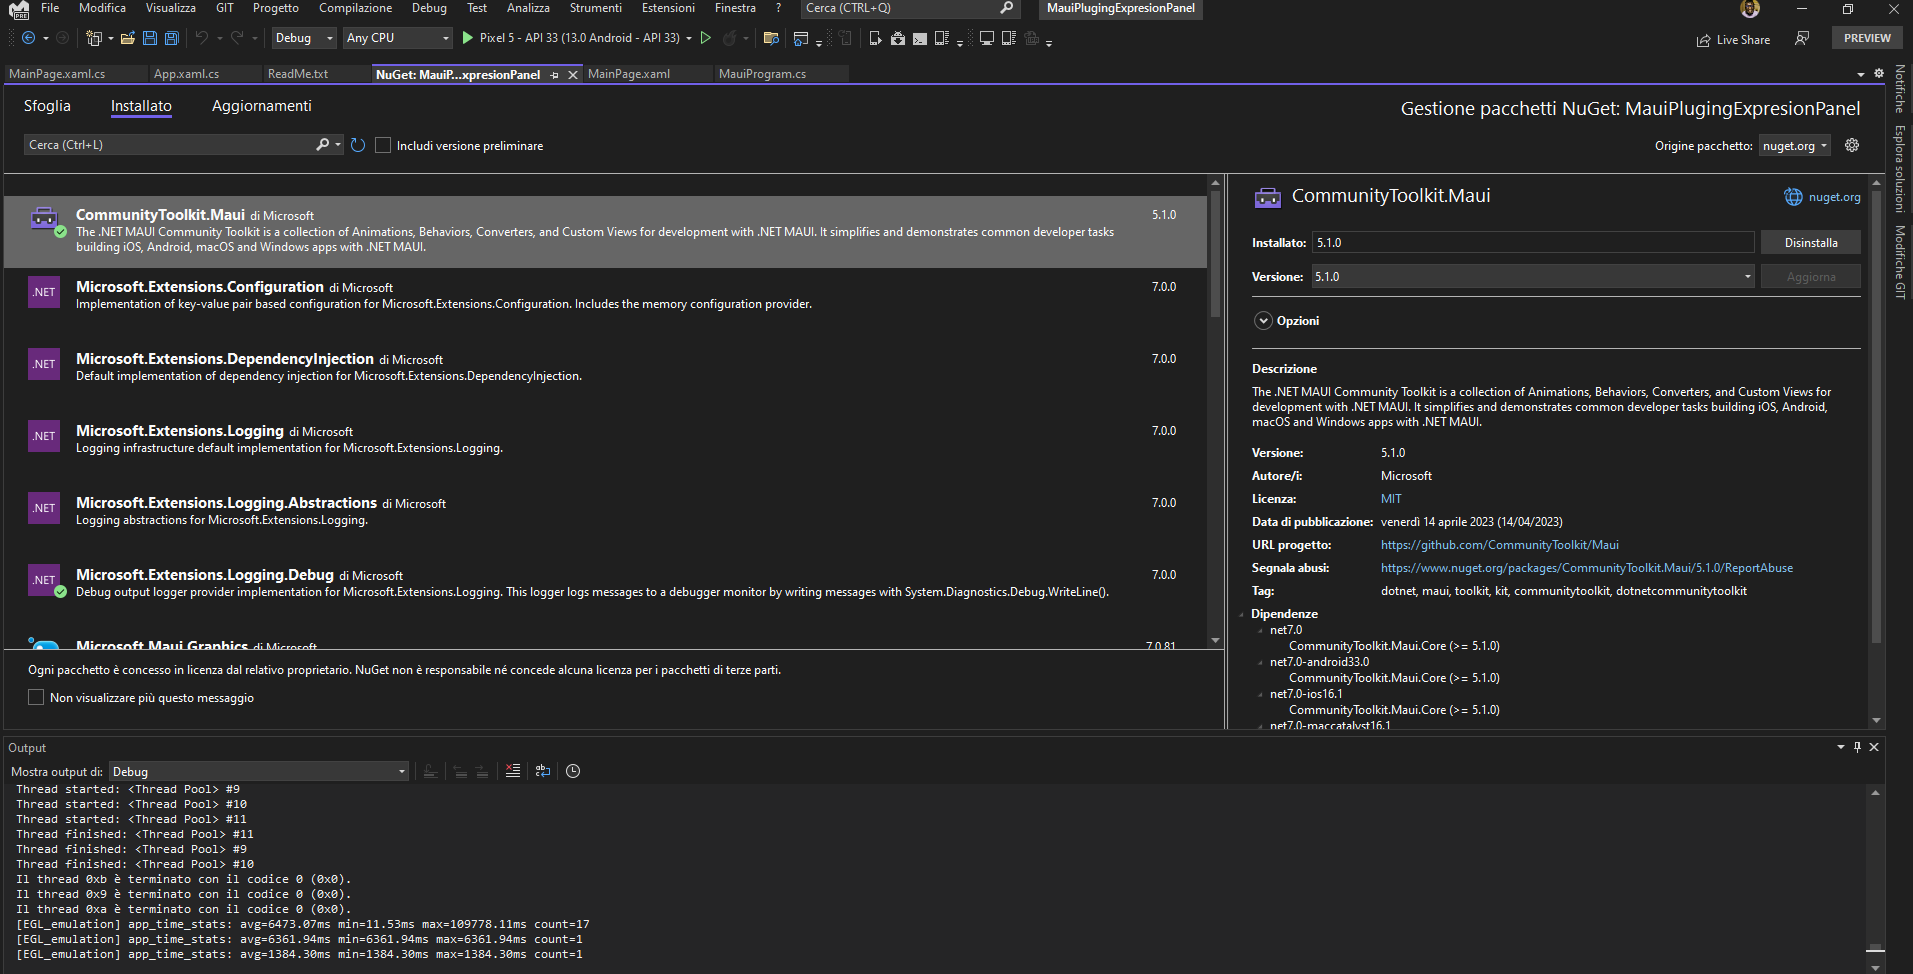 File Modifica Visualizza GIT Progetto Compilazione Debug Test Analizza Strumenti Estensioni Finestra ? Cerca (CTRL+Q) MauiPlugingExpresionPanel
PRE
Debug Any CPU Pixel 5 - API 33 (13.0 Android - API 33) Live Share PREVIEW
MainPage.xaml.cs App.xaml.cs ReadMe.txt NuGet: MauiP...xpresionPanel MainPage.xaml MauiProgram.cs
Sfoglia Installato Aggiornamenti
Gestione pacchetti NuGet: MauiPlugingExpresionPanel
Cerca (Ctrl+L) Includi versione preliminare
Origine pacchetto: nuget.org
CommunityToolkit.Maui di Microsoft 5.1.0
The .NET MAUI Community Toolkit is a collection of Animations, Behaviors, Converters, and Custom Views for development with .NET MAUI. It simplifies and demonstrates common developer tasks
building iOS, Android, macOS and Windows apps with .NET MAUI.
.NET Microsoft.Extensions.Configuration di Microsoft 7.0.0
Implementation of key-value pair based configuration for Microsoft.Extensions.Configuration. Includes the memory configuration provider.
.NET Microsoft.Extensions.DependencyInjection di Microsoft 7.0.0
Default implementation of dependency injection for Microsoft.Extensions.DependencyInjection.
.NET Microsoft.Extensions.Logging di Microsoft 7.0.0
Logging infrastructure default implementation for Microsoft.Extensions.Logging.
.NET Microsoft.Extensions.Logging.Abstractions di Microsoft 7.0.0
Logging abstractions for Microsoft.Extensions.Logging.
.NET Microsoft.Extensions.Logging.Debug di Microsoft 7.0.0
Debug output logger provider implementation for Microsoft.Extensions.Logging. This logger logs messages to a debugger monitor by writing messages with System.Diagnostics.Debug.WriteLine().
Microsoft.Maui.Graphics di Microsoft 7.0.81
Ogni pacchetto è concesso in licenza dal relativo proprietario. NuGet non è responsabile né concede alcuna licenza per i pacchetti di terze parti.
Non visualizzare più questo messaggio
CommunityToolkit.Maui nuget.org
Installato: 5.1.0 Disinstalla
Versione: 5.1.0 Aggiorna
Opzioni
Descrizione
The .NET MAUI Community Toolkit is a collection of Animations, Behaviors, Converters, and Custom Views for
development with .NET MAUI. It simplifies and demonstrates common developer tasks building iOS, Android,
macOS and Windows apps with .NET MAUI.
Versione: 5.1.0
Autore/i: Microsoft
Licenza: MIT
Data di pubblicazione: venerdì 14 aprile 2023 (14/04/2023)
URL progetto: https://github.com/CommunityToolkit/Maui
Segnala abusi: https://www.nuget.org/packages/CommunityToolkit.Maui/5.1.0/ReportAbuse
Tag: dotnet, maui, toolkit, kit, communitytoolkit, dotnetcommunitytoolkit
Dipendenze
net7.0
CommunityToolkit.Maui.Core (>= 5.1.0)
net7.0-android33.0
CommunityToolkit.Maui.Core (>= 5.1.0)
net7.0-ios16.1
CommunityToolkit.Maui.Core (>= 5.1.0)
net7.0-maccatalyst16.1
Notifiche
Esplora soluzioni
Modifiche GIT
Output
Mostra output di: Debug
Thread started: <Thread Pool> #9
Thread started: <Thread Pool> #10
Thread started: <Thread Pool> #11
Thread finished: <Thread Pool> #11
Thread finished: <Thread Pool> #9
Thread finished: <Thread Pool> #10
Il thread 0xb è terminato con il codice 0 (0x0).
Il thread 0x9 è terminato con il codice 0 (0x0).
Il thread 0xa è terminato con il codice 0 (0x0).
[EGL_emulation] app_time_stats: avg=6473.07ms min=11.53ms max=109778.11ms count=17
[EGL_emulation] app_time_stats: avg=6361.94ms min=6361.94ms max=6361.94ms count=1
[EGL_emulation] app_time_stats: avg=1384.30ms min=1384.30ms max=1384.30ms count=1